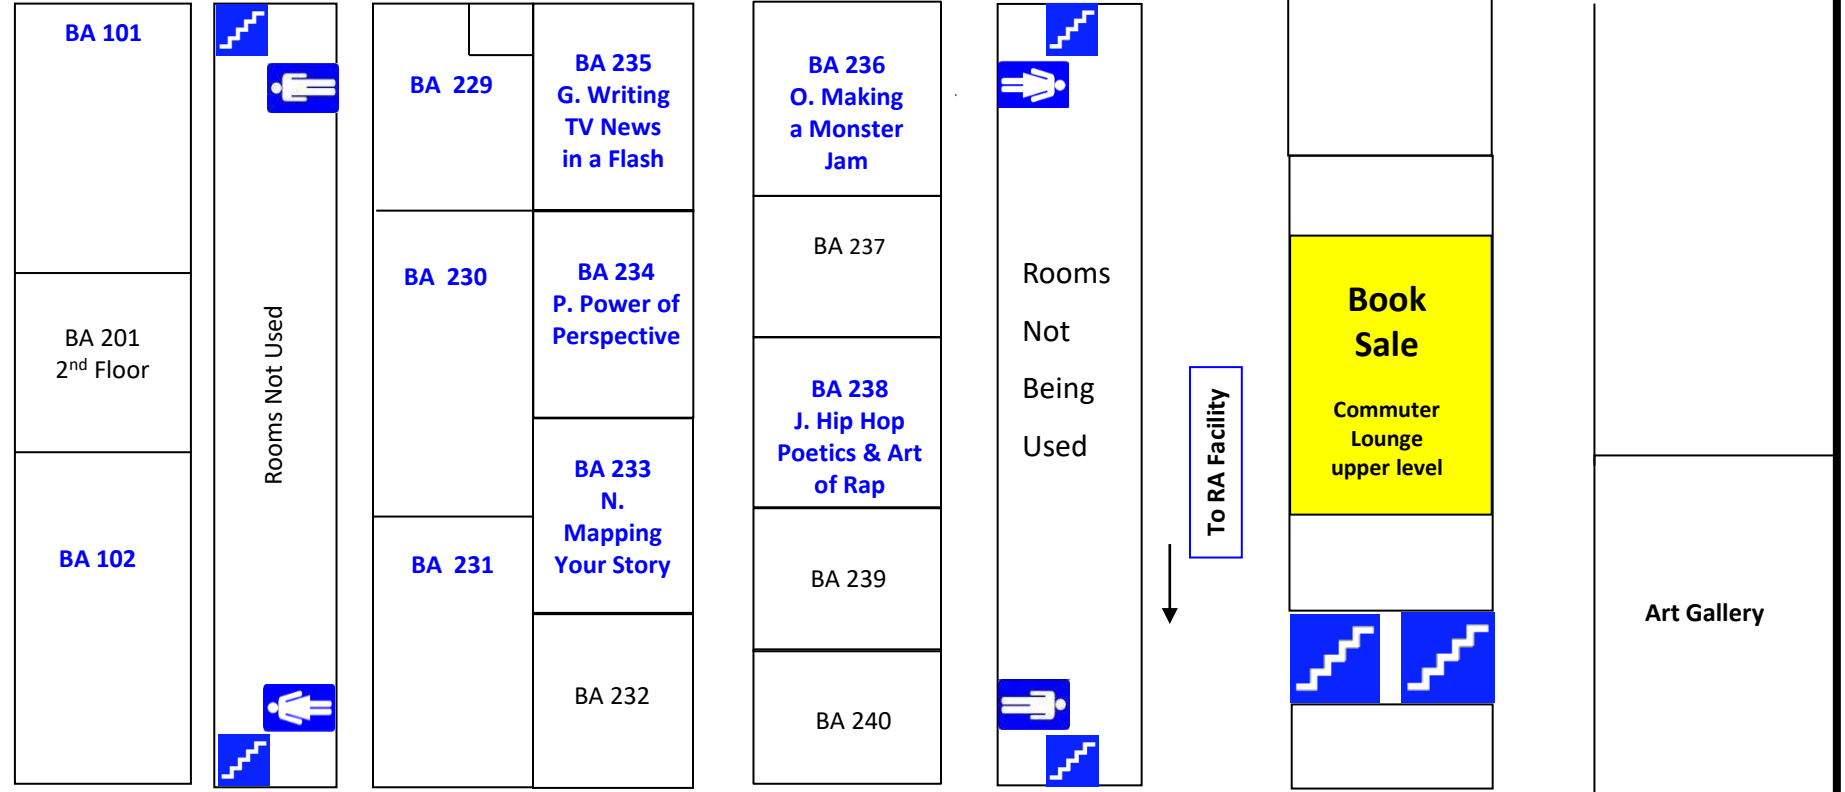 BA 101
BA 201
2nd Floor
BA 102
Rooms Not Used
BA 229
BA 230
BA 231
BA 235
G. Writing
TV News
in a Flash
BA 234
P. Power of
Perspective
BA 233
N.
Mapping
Your Story
BA 232
BA 236
O. Making
a Monster
Jam
BA 237
BA 238
J. Hip Hop
Poetics & Art
of Rap
BA 239
BA 240
Rooms
Not
Being
Used
To RA Facility
Book
Sale
Commuter
Lounge
upper level
Art Gallery